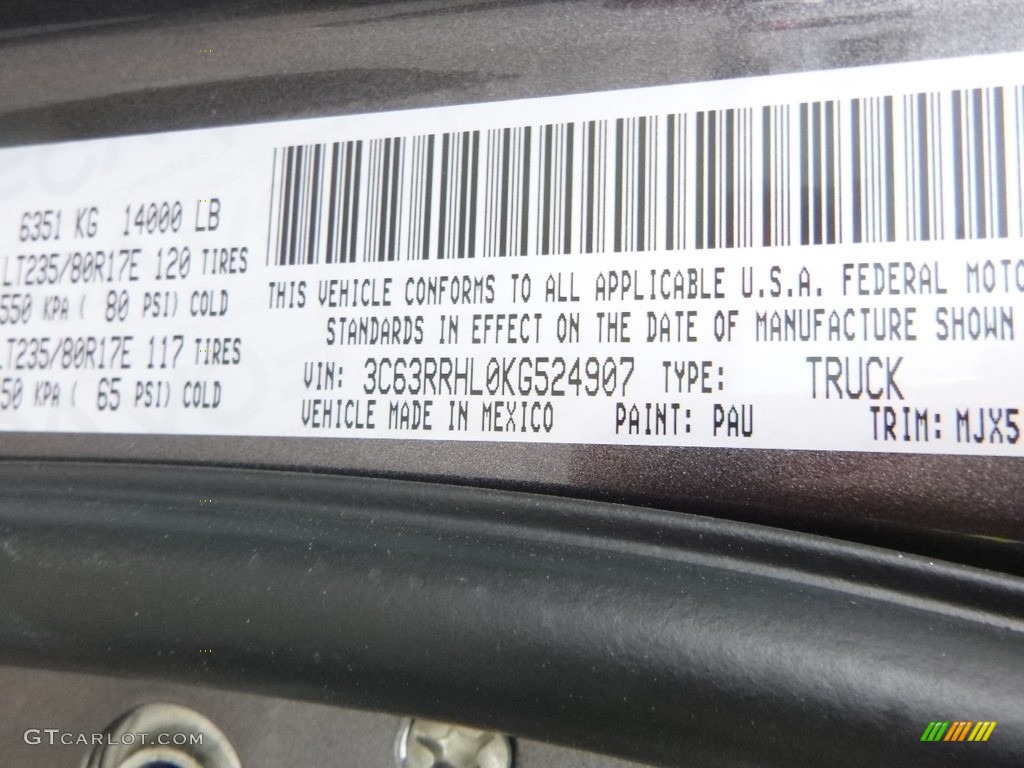 6351 KG 14000 LB
LT235/80R17E 120 TIRES
550 KPA ( 80 PSI) COLD
LT235/80R17E 117 TIRES
50 KPA ( 65 PSI) COLD
THIS VEHICLE CONFORMS TO ALL APPLICABLE U.S.A. FEDERAL MOTO
STANDARDS IN EFFECT ON THE DATE OF MANUFACTURE SHOWN
VIN: 3C63RRHL0KG524907 TYPE: TRUCK
VEHICLE MADE IN MEXICO PAINT: PAU TRIM: MJX5
GTCARLOT.COM